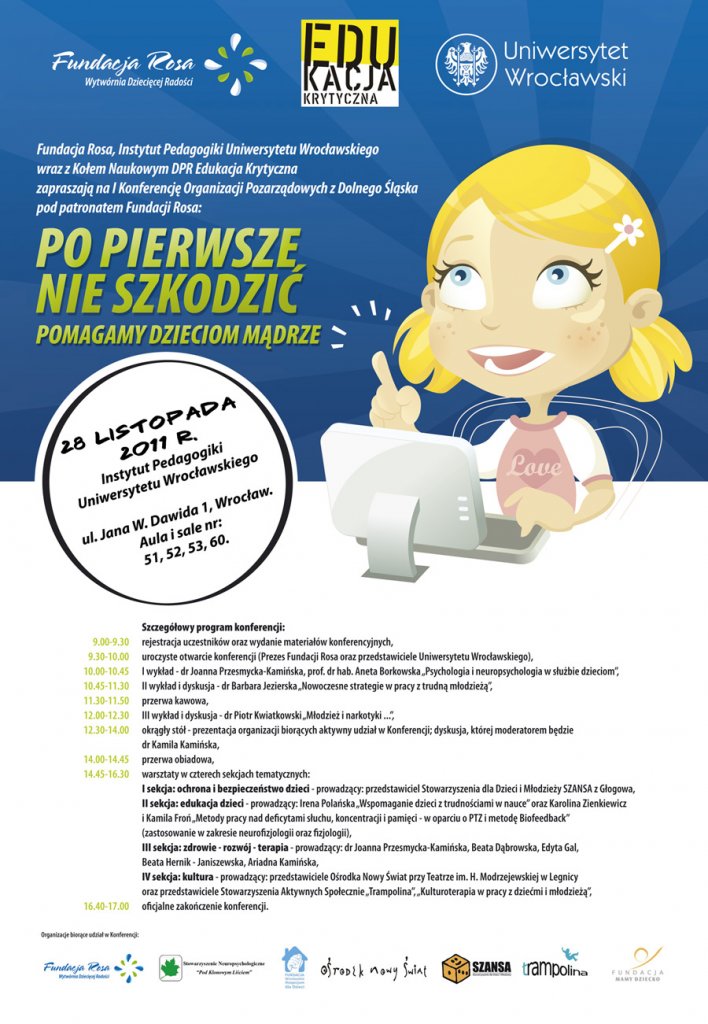 Fundacja Rosa
Wytwórnia Dziecięcej Radości
EDU
KACJA
KRYTYCZNA
Uniwersytet
Wrocławski
Fundacja Rosa, Instytut Pedagogiki Uniwersytetu Wrocławskiego
wraz z Kołem Naukowym DPR Edukacja Krytyczna
zapraszają na I Konferencję Organizacji Pozarządowych z Dolnego Śląska
pod patronatem Fundacji Rosa:
PO PIERWSZE
NIE SZKODZIĆ
POMAGAMY DZIECIOM MĄDRZE
Love
28 LISTOPADA
2011 R.
Instytut Pedagogiki
Uniwersytetu Wrocławskiego
ul. Jana W. Dawida 1, Wrocław.
Aula i sale nr:
51, 52, 53, 60.
Szczegółowy program konferencji:
9.00-9.30 rejestracja uczestników oraz wydanie materiałów konferencyjnych,
9.30-10.00 uroczyste otwarcie konferencji (Prezes Fundacji Rosa oraz przedstawiciele Uniwersytetu Wrocławskiego),
10.00-10.45 I wykład - dr Joanna Przesmycka-Kamińska, prof. dr hab. Aneta Borkowska „Psychologia i neuropsychologia w służbie dzieciom”,
10.45-11.30 II wykład i dyskusja - dr Barbara Jezierska „Nowoczesne strategie w pracy z trudną młodzieżą”,
11.30-11.50 przerwa kawowa,
12.00-12.30 III wykład i dyskusja - dr Piotr Kwiatkowski „Młodzież i narkotyki ...”,
12.30-14.00 okrągły stół - prezentacja organizacji biorących aktywny udział w Konferencji; dyskusja, której moderatorem będzie
dr Kamila Kamińska,
14.00-14.45 przerwa obiadowa,
14.45-16.30 warsztaty w czterech sekcjach tematycznych:
I sekcja: ochrona i bezpieczeństwo dzieci - prowadzący: przedstawiciel Stowarzyszenia dla Dzieci i Młodzieży SZANSA z Głogowa,
II sekcja: edukacja dzieci - prowadzący: Irena Polańska „Wspomaganie dzieci z trudnościami w nauce” oraz Karolina Zienkiewicz
i Kamila Froń „Metody pracy nad deficytami słuchu, koncentracji i pamięci - w oparciu o PTZ i metodę Biofeedback”
(zastosowanie w zakresie neurofizjologii oraz fizjologii),
III sekcja: zdrowie - rozwój - terapia - prowadzący: dr Joanna Przesmycka-Kamińska, Beata Dąbrowska, Edyta Gal,
Beata Hernik - Janiszewska, Ariadna Kamińska,
IV sekcja: kultura - prowadzący: przedstawiciele Ośrodka Nowy Świat przy Teatrze im. H. Modrzejewskiej w Legnicy
oraz przedstawiciele Stowarzyszenia Aktywnych Społecznie „Trampolina”, „Kulturoterapia w pracy z dziećmi i młodzieżą”,
16.40-17.00 oficjalne zakończenie konferencji.
Organizacje biorące udział w Konferencji:
Fundacja Rosa
Wytwórnia Dziecięcej Radości
Stowarzyszenie Neuropsychologiczne
"Pod Klonowym Liściem"
dla Dzieci
Ośrodek Nowy Świat
SZANSA
trampolina
FUNDACJA
MAMY DZIECKO